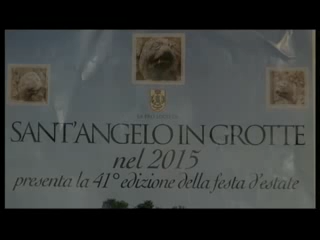 SANT'ANGELO IN GROTTE
nel 2015
presenta la 41° edizione della festa d'estate